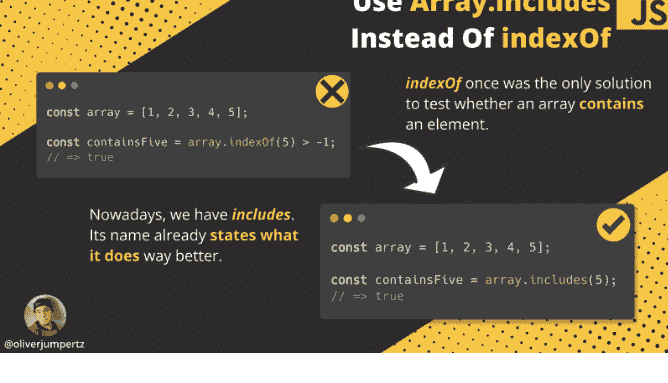 Use Array.includes
Instead Of indexOf
JS
const array = [1, 2, 3, 4, 5];
const containsFive = array.indexOf(5) > -1;
// => true
indexOf once was the only solution
to test whether an array contains
an element.
Nowadays, we have includes.
Its name already states what
it does way better.
const array = [1, 2, 3, 4, 5];
const containsFive = array.includes(5);
// => true
@oliverjumpertz